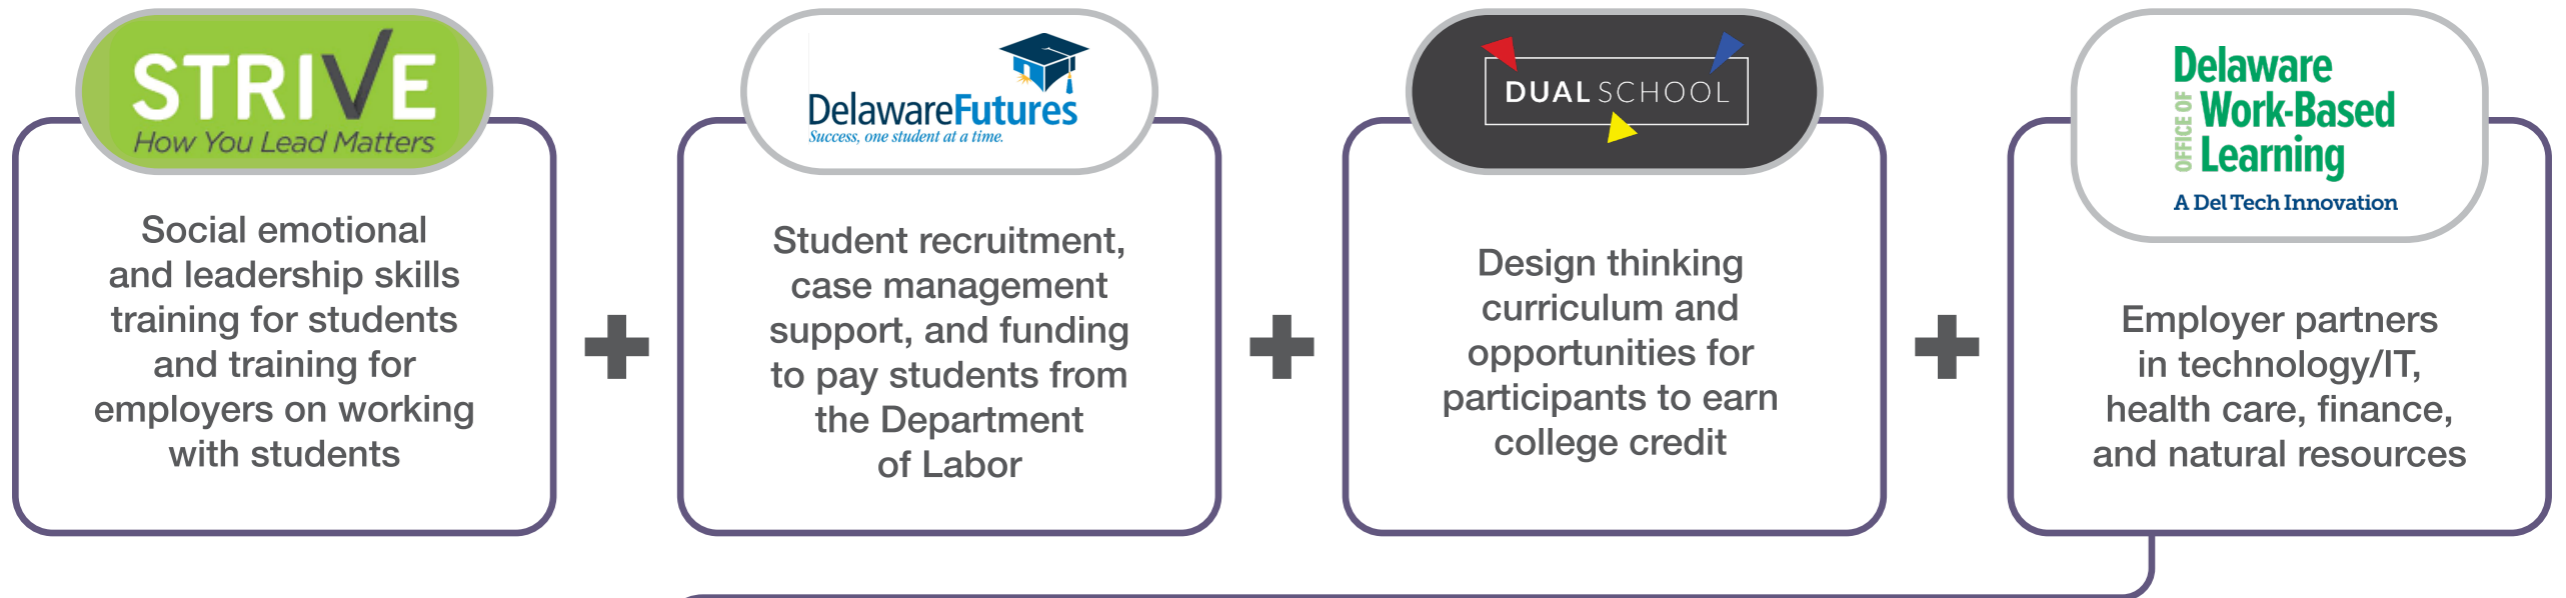 STRIVE
How You Lead Matters
Social emotional
and leadership skills
training for students
and training for
employers on working
with students
DelawareFutures
Success, one student at a time.
Student recruitment,
case management
support, and funding
to pay students from
the Department
of Labor
DUAL SCHOOL
Design thinking
curriculum and
opportunities for
participants to earn
college credit
Delaware
OFFICE OF
Work-Based
Learning
A Del Tech Innovation
Employer partners
in technology/IT,
health care, finance,
and natural resources